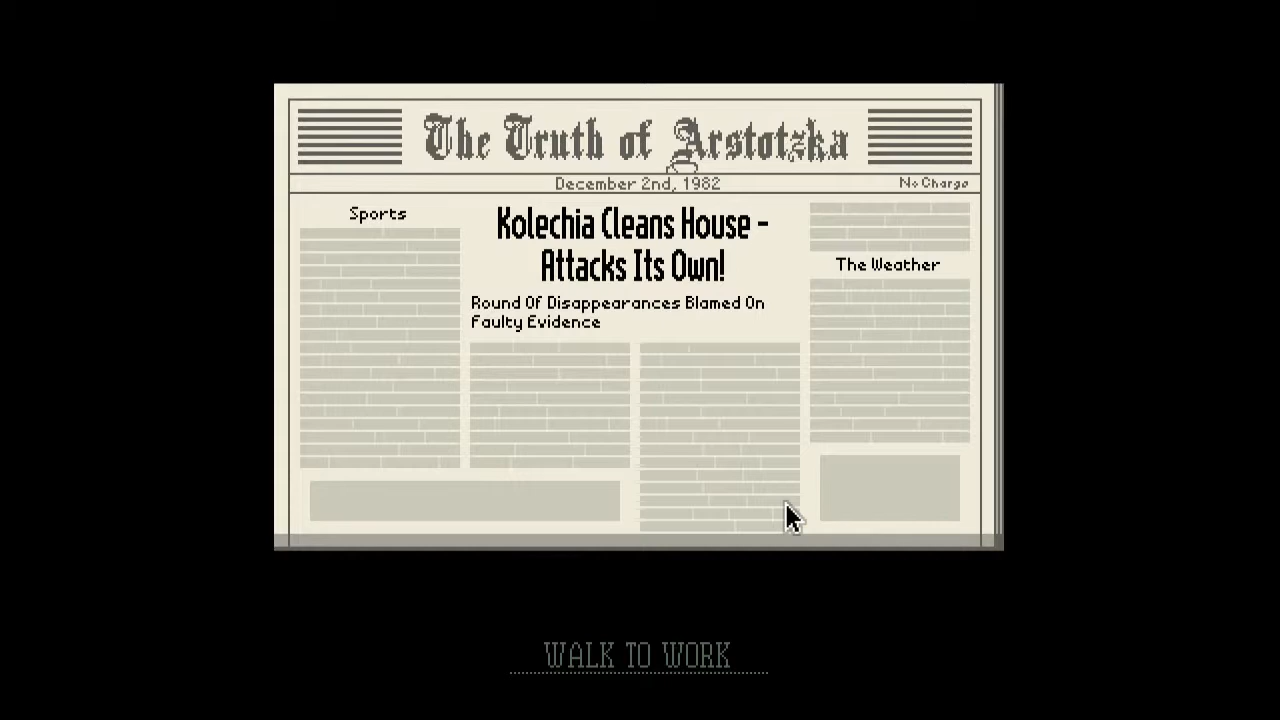 The Truth of Arstotzka
December 2nd, 1982
No Charge
Sports
Kolechia Cleans House -
Attacks Its Own!
Round Of Disappearances Blamed On
Faulty Evidence
The Weather
WALK TO WORK